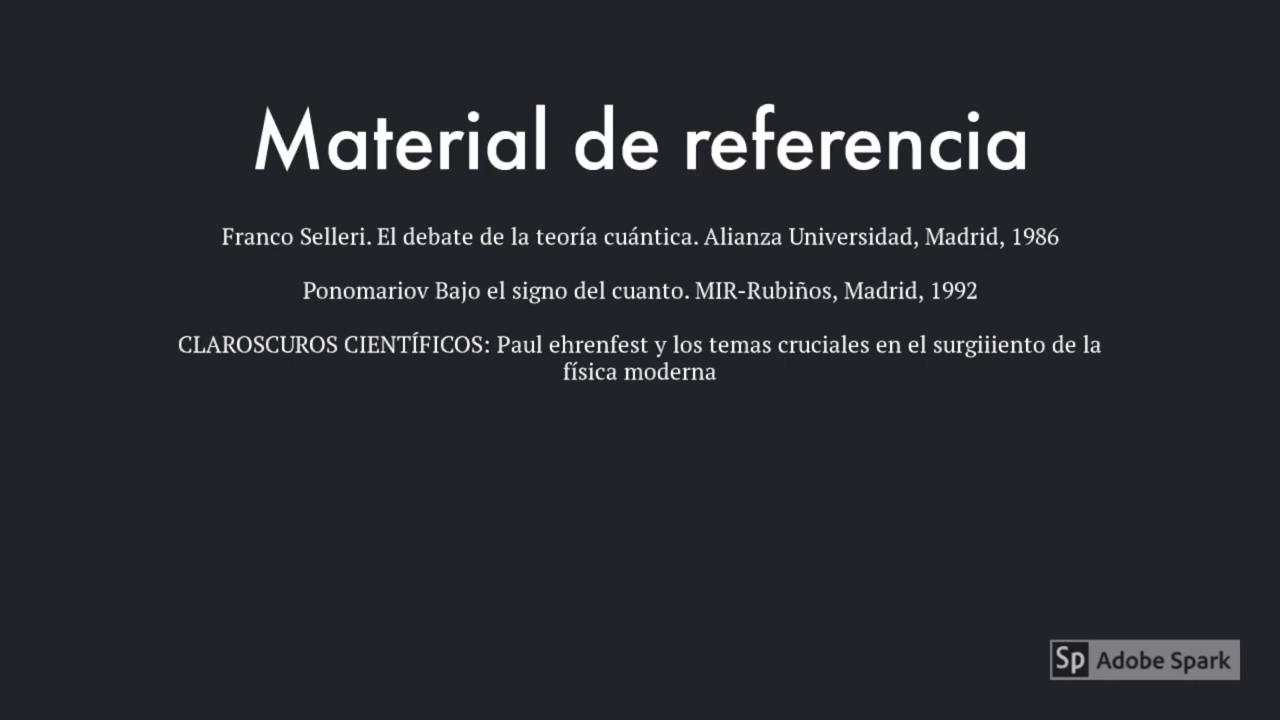 Material de referencia
Franco Selleri. El debate de la teoría cuántica. Alianza Universidad, Madrid, 1986
Ponomariov Bajo el signo del cuanto. MIR-Rubiños, Madrid, 1992
CLAROSCUROS CIENTÍFICOS: Paul ehrenfest y los temas cruciales en el surgiiiento de la
física moderna
Sp Adobe Spark